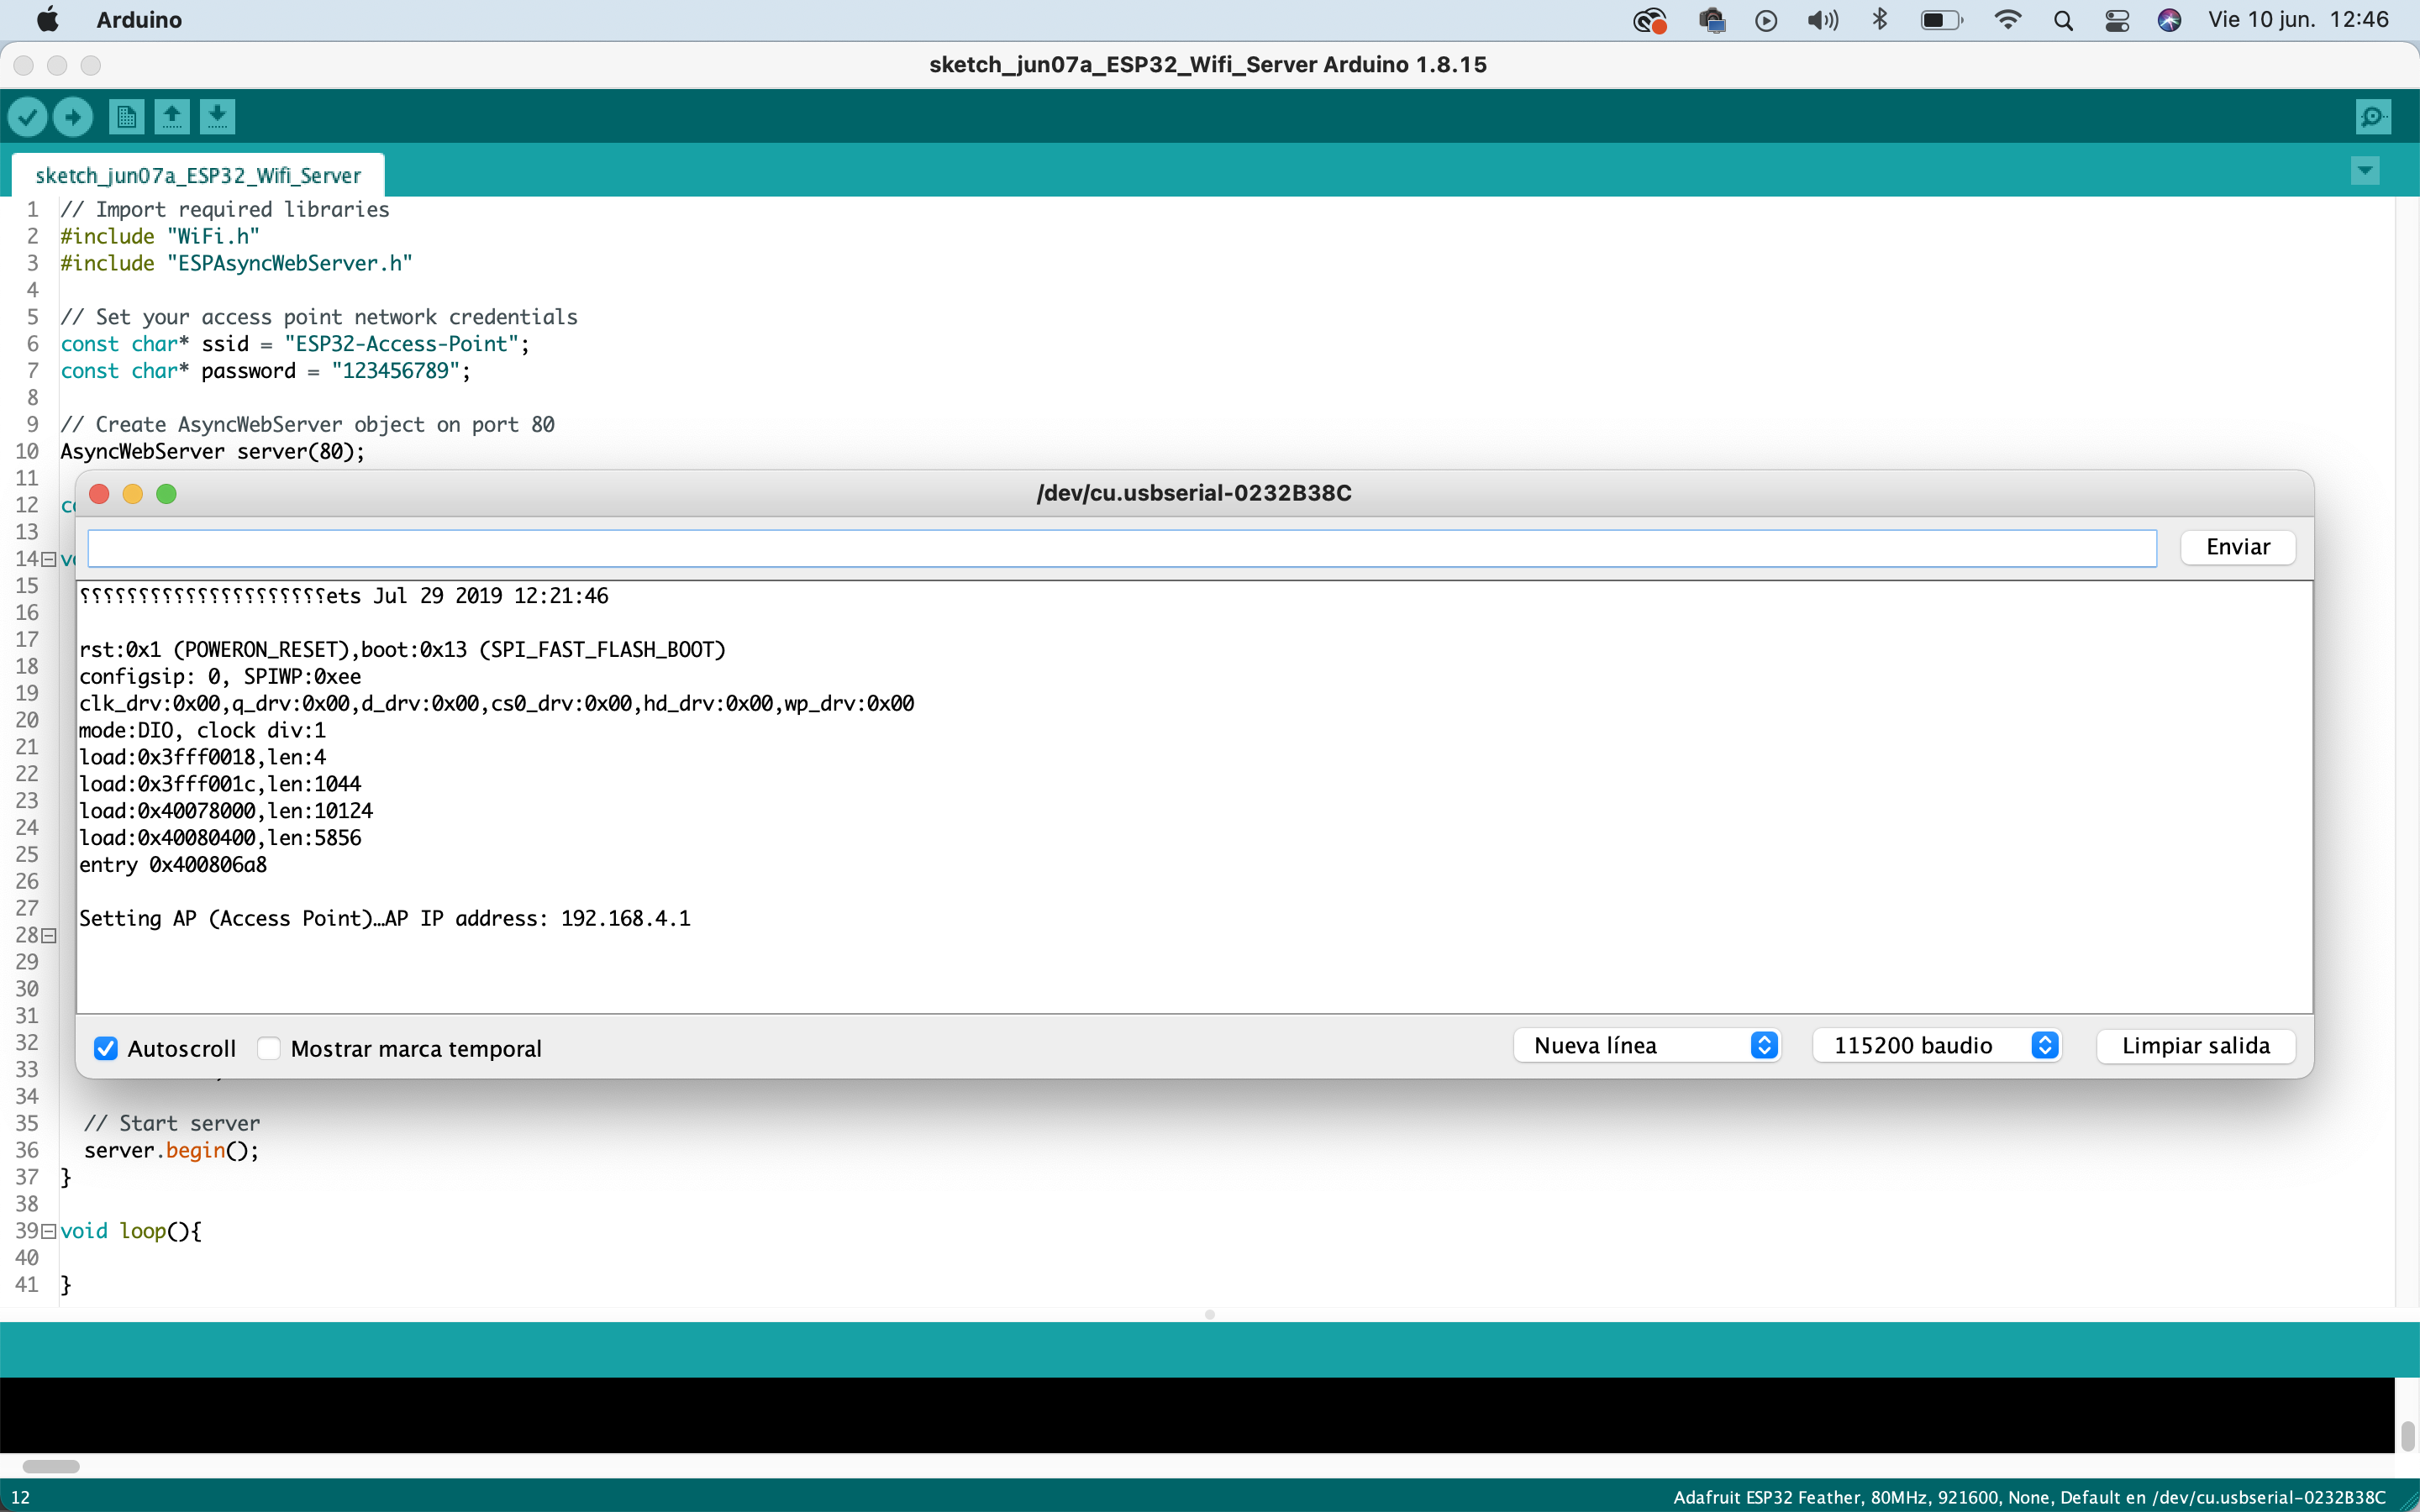 Arduino
Vie 10 jun. 12:46
sketch_jun07a_ESP32_Wifi_Server Arduino 1.8.15
sketch_jun07a_ESP32_Wifi_Server
1 // Import required libraries
2 #include "WiFi.h"
3 #include "ESPAsyncWebServer.h"
4
5 // Set your access point network credentials
6 const char* ssid = "ESP32-Access-Point";
7 const char* password = "123456789";
8
9 // Create AsyncWebServer object on port 80
10 AsyncWebServer server(80);
11
12
13
14
15
16
17
18
19
20
21
22
23
24
25
26
27
28
29
30
31
32
33
34
35 // Start server
36 server.begin();
37 }
38
39 void loop(){
40
41 }
/dev/cu.usbserial-0232B38C
Enviar
⸮⸮⸮⸮⸮⸮⸮⸮⸮⸮⸮⸮⸮⸮⸮⸮⸮⸮⸮⸮⸮ets Jul 29 2019 12:21:46
rst:0x1 (POWERON_RESET),boot:0x13 (SPI_FAST_FLASH_BOOT)
configsip: 0, SPIWP:0xee
clk_drv:0x00,q_drv:0x00,d_drv:0x00,cs0_drv:0x00,hd_drv:0x00,wp_drv:0x00
mode:DIO, clock div:1
load:0x3fff0018,len:4
load:0x3fff001c,len:1044
load:0x40078000,len:10124
load:0x40080400,len:5856
entry 0x400806a8
Setting AP (Access Point)…AP IP address: 192.168.4.1
Autoscroll
Mostrar marca temporal
Nueva línea
115200 baudio
Limpiar salida
12
Adafruit ESP32 Feather, 80MHz, 921600, None, Default en /dev/cu.usbserial-0232B38C